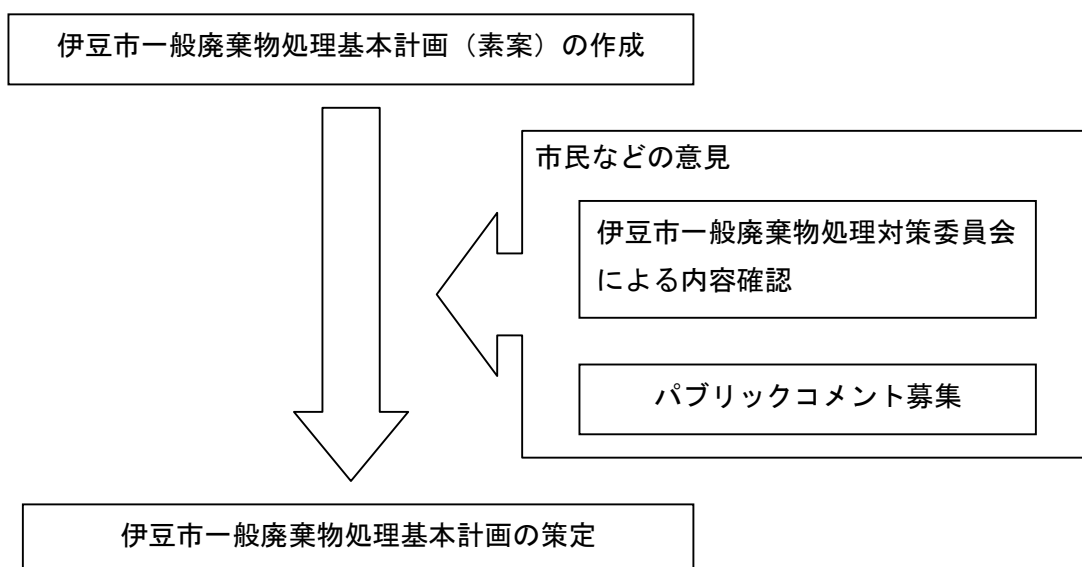 伊豆市一般廃棄物処理基本計画（素案）の作成
市民などの意見
伊豆市一般廃棄物処理対策委員会
による内容確認
パブリックコメント募集
伊豆市一般廃棄物処理基本計画の策定